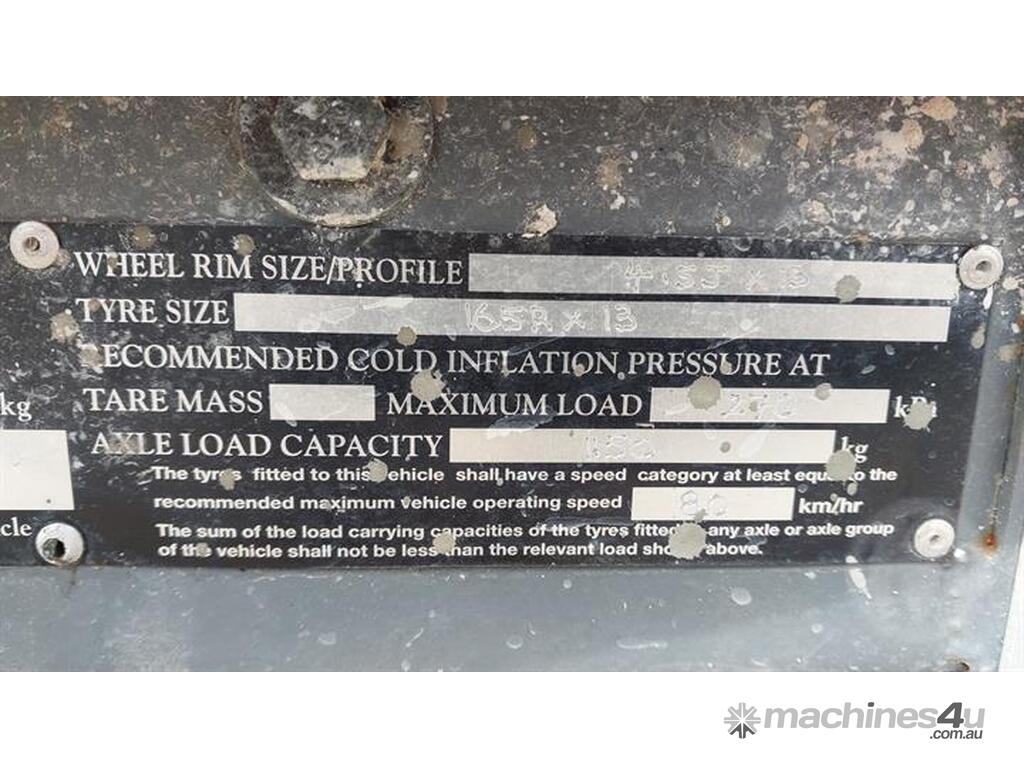 WHEEL RIM SIZE/PROFILE
TYRE SIZE 165R X 13
RECOMMENDED COLD INFLATION PRESSURE AT
kg TARE MASS MAXIMUM LOAD 270 kPa
AXLE LOAD CAPACITY kg
The tyres fitted to this vehicle shall have a speed category at least equal to the
recommended maximum vehicle operating speed 80 km/hr
cle The sum of the load carrying capacities of the tyres fitted to any axle or axle group
of the vehicle shall not be less than the relevant load shown above.
machines4u
.com.au